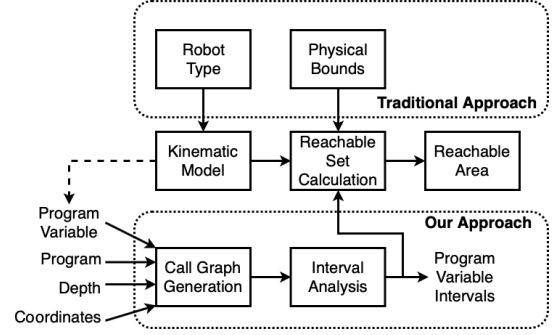 Robot
Type
Physical
Bounds
Traditional Approach
Kinematic
Model
Reachable
Set
Calculation
Reachable
Area
Program
Variable
Our Approach
Program
Depth
Coordinates
Call Graph
Generation
Interval
Analysis
Program
Variable
Intervals